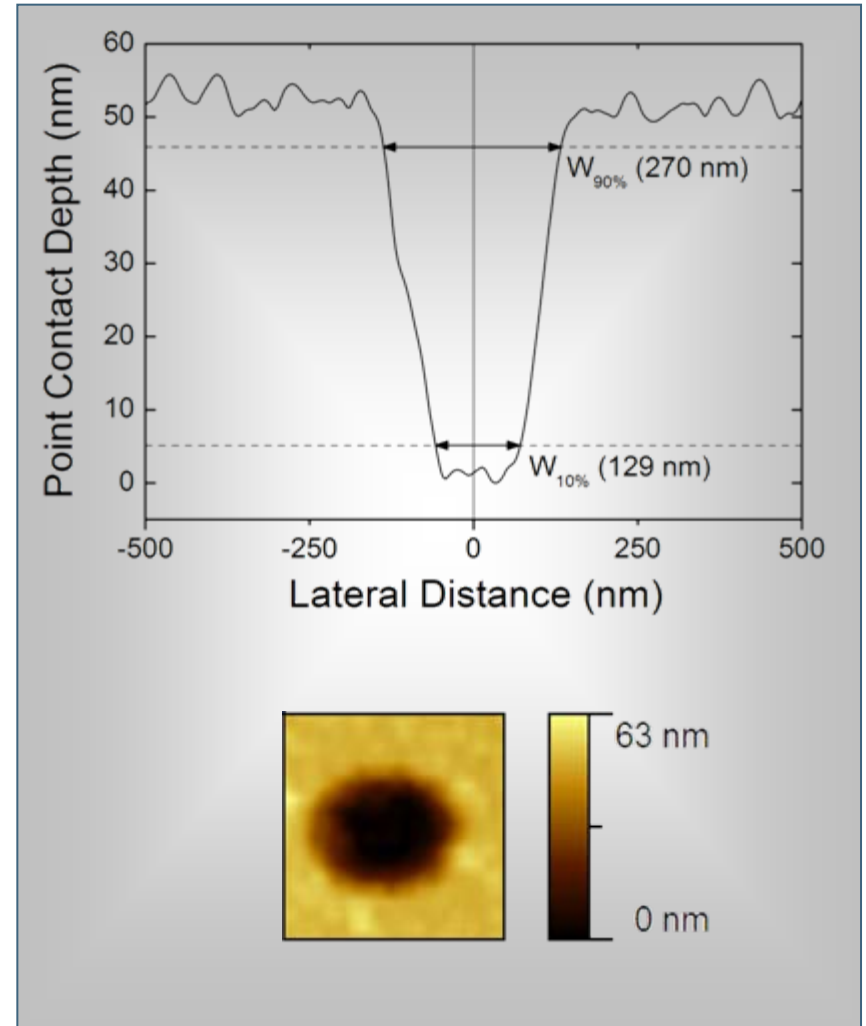 60
50
40
30
20
10
0
Point Contact Depth (nm)
W90% (270 nm)
W10% (129 nm)
-500 -250 0 250 500
Lateral Distance (nm)
63 nm
0 nm